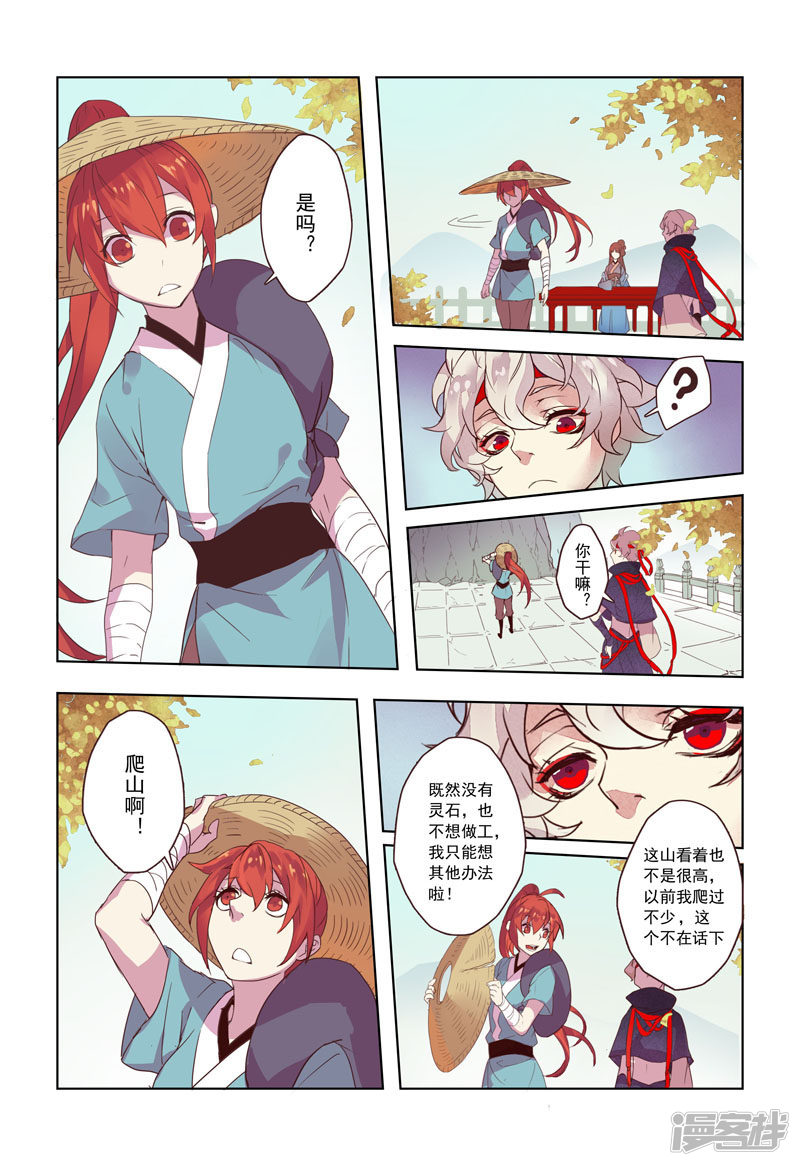 是吗？
？
你干嘛？
爬山啊！
既然没有
灵石，也
不想做工，
我只能想
其他办法
啦！
这山看着也
不是很高，
以前我爬过
不少，这
个不在话下
漫客栈